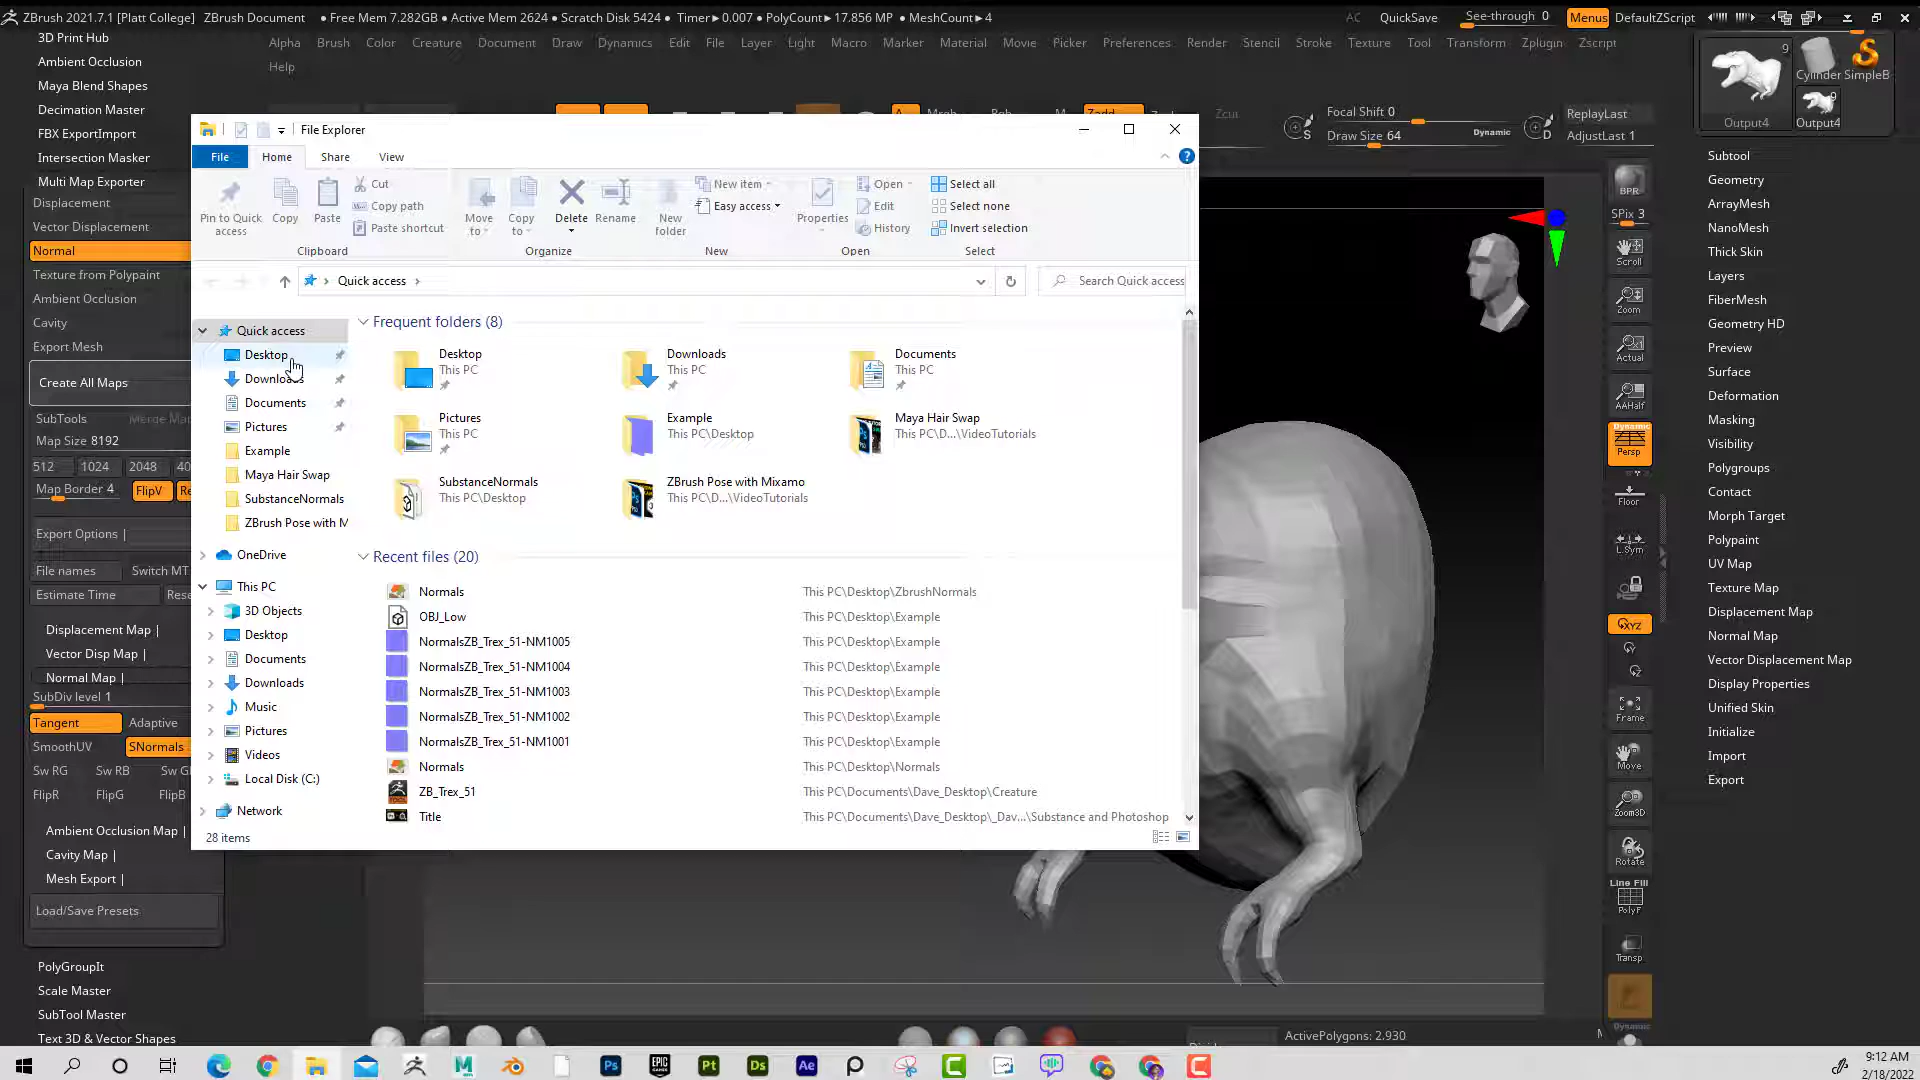 ZBrush 2021.7.1 [Platt College] ZBrush Document ● Free Mem 7.282GB ● Active Mem 2624 ● Scratch Disk 5424 ● Timer▸0.007 ● PolyCount▸17.856 MP ● MeshCount▸4 AC QuickSave See-through 0 Menus DefaultZScript
Alpha Brush Color Creature Document Draw Dynamics Edit File Layer Light Macro Marker Material Movie Picker Preferences Render Stencil Stroke Texture Tool Transform Zplugin Zscript
Help
3D Print Hub
Ambient Occlusion
Maya Blend Shapes
Decimation Master
FBX ExportImport
Intersection Masker
Multi Map Exporter
Displacement
Vector Displacement
Normal
Texture from Polypaint
Ambient Occlusion
Cavity
Export Mesh
Create All Maps
SubTools Merge Ma
Map Size 8192
512 1024 2048 40
Map Border 4 FlipV Re
Export Options |
File names Switch MT
Estimate Time Rese
Displacement Map |
Vector Disp Map |
Normal Map |
SubDiv level 1
Tangent Adaptive
SmoothUV SNormals
Sw RG Sw RB Sw G
FlipR FlipG FlipB
Ambient Occlusion Map |
Cavity Map |
Mesh Export |
Load/Save Presets
PolyGroupIt
Scale Master
SubTool Master
Text 3D & Vector Shapes
File Explorer
File Home Share View
Pin to Quick access
Copy
Paste
Cut
Copy path
Paste shortcut
Clipboard
Move to
Copy to
Delete
Rename
Organize
New folder
New item
Easy access
New
Properties
Open
Edit
History
Open
Select all
Select none
Invert selection
Select
Quick access
Search Quick access
Quick access
Desktop
Downloads
Documents
Pictures
Example
Maya Hair Swap
SubstanceNormals
ZBrush Pose with M
OneDrive
This PC
3D Objects
Desktop
Documents
Downloads
Music
Pictures
Videos
Local Disk (C:)
Network
28 items
Frequent folders (8)
Desktop
This PC
Downloads
This PC
Documents
This PC
Pictures
This PC
Example
This PC\Desktop
Maya Hair Swap
This PC\D...\VideoTutorials
SubstanceNormals
This PC\Desktop
ZBrush Pose with Mixamo
This PC\D...\VideoTutorials
Recent files (20)
Normals This PC\Desktop\ZbrushNormals
OBJ_Low This PC\Desktop\Example
NormalsZB_Trex_51-NM1005 This PC\Desktop\Example
NormalsZB_Trex_51-NM1004 This PC\Desktop\Example
NormalsZB_Trex_51-NM1003 This PC\Desktop\Example
NormalsZB_Trex_51-NM1002 This PC\Desktop\Example
NormalsZB_Trex_51-NM1001 This PC\Desktop\Example
Normals This PC\Desktop\Normals
ZB_Trex_51 This PC\Documents\Dave_Desktop\Creature
Title This PC\Documents\Dave_Desktop\_Dav...\Substance and Photoshop
Focal Shift 0
Draw Size 64 Dynamic
S
D
ReplayLast
AdjustLast 1
9
Cylinder SimpleB
9
Output4 Output4
BPR
SPix 3
Scroll
Zoom
Actual
AAHalf
Dynamic
Persp
Floor
L.Sym
XYZ
Frame
Move
Zoom3D
Rotate
Line Fill
PolyF
Transp
Dynamic
Subtool
Geometry
ArrayMesh
NanoMesh
Thick Skin
Layers
FiberMesh
Geometry HD
Preview
Surface
Deformation
Masking
Visibility
Polygroups
Contact
Morph Target
Polypaint
UV Map
Texture Map
Displacement Map
Normal Map
Vector Displacement Map
Display Properties
Unified Skin
Initialize
Import
Export
ActivePolygons: 2,930
9:12 AM
2/18/2022